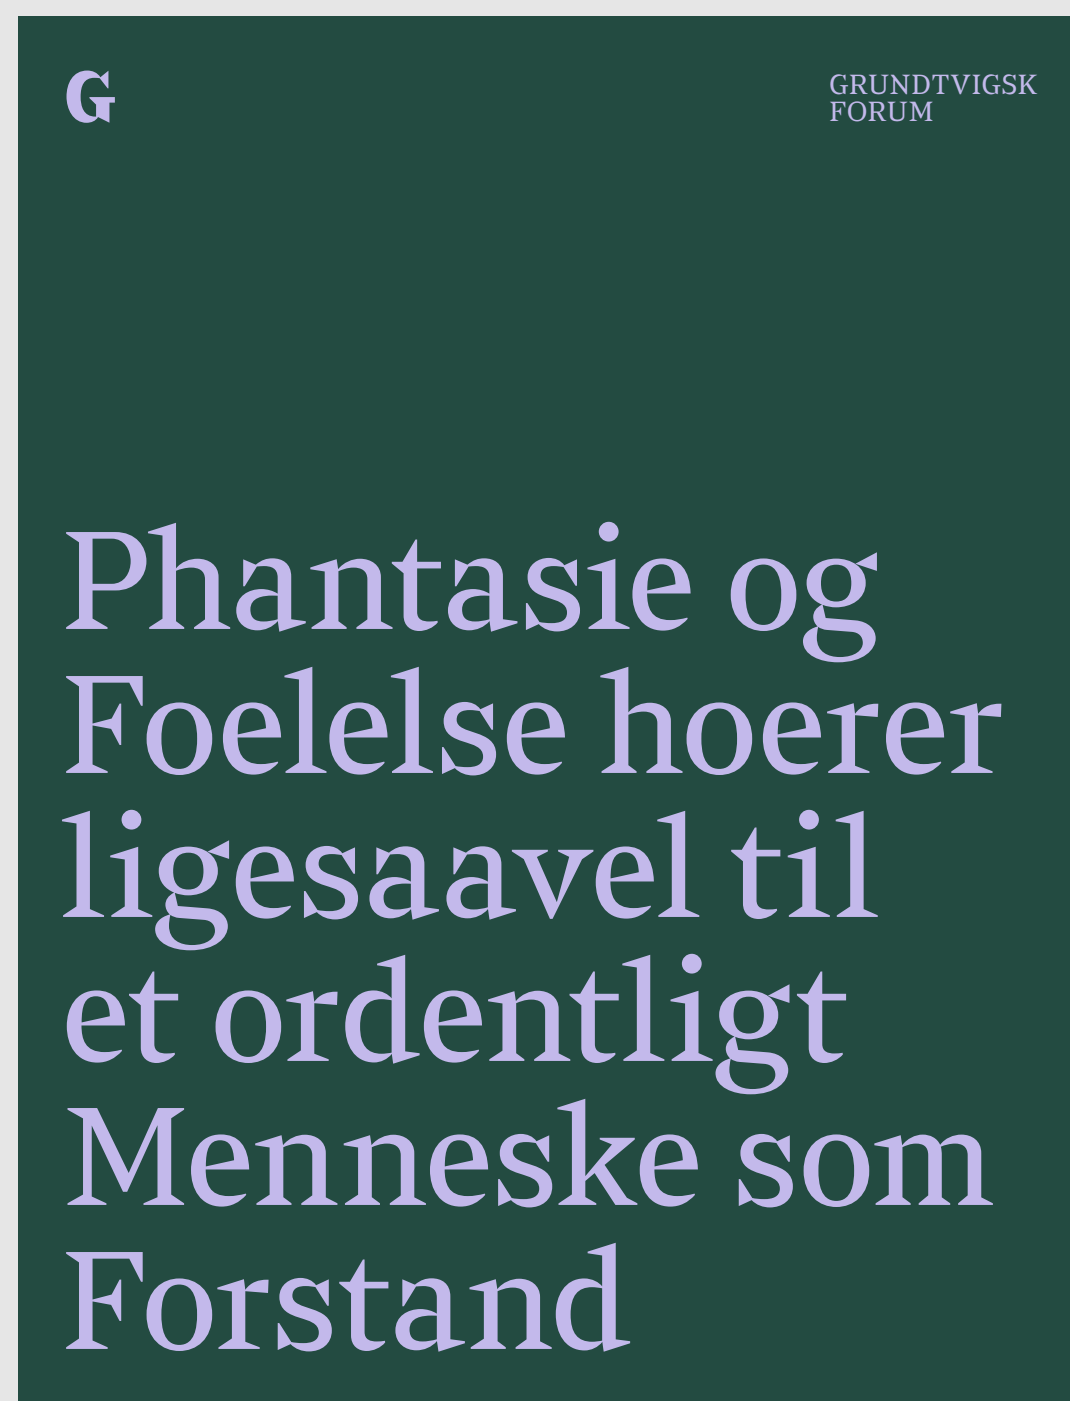 G
GRUNDTVIGSK
FORUM
Phantasie og
Foelelse hoerer
ligesaavel til
et ordentligt
Menneske som
Forstand